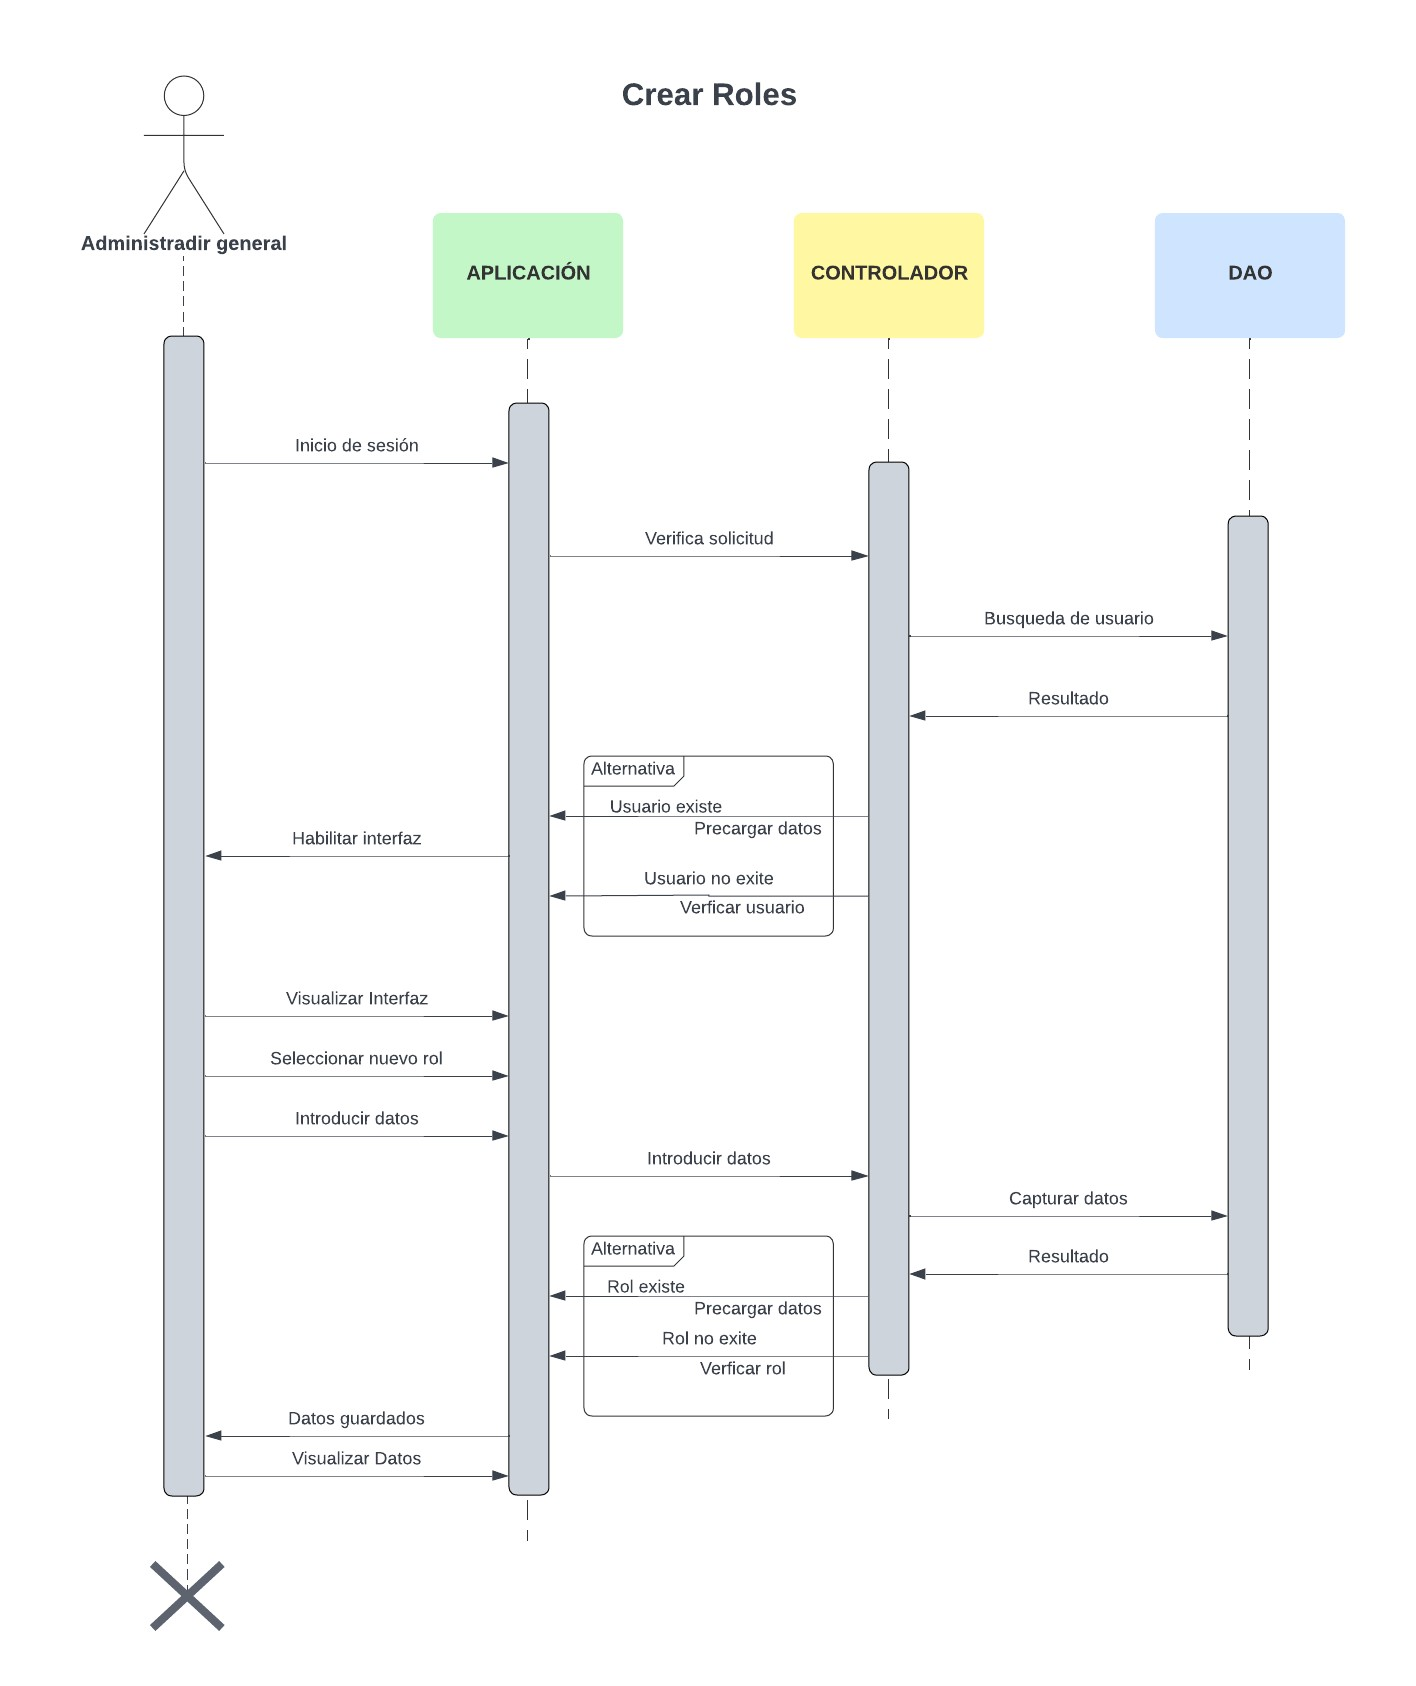 Crear Roles
Administradir general
APLICACIÓN
CONTROLADOR
DAO
Inicio de sesión
Verifica solicitud
Busqueda de usuario
Resultado
Alternativa
Usuario existe
Precargar datos
Habilitar interfaz
Usuario no exite
Verficar usuario
Visualizar Interfaz
Seleccionar nuevo rol
Introducir datos
Introducir datos
Capturar datos
Alternativa
Resultado
Rol existe
Precargar datos
Rol no exite
Verficar rol
Datos guardados
Visualizar Datos